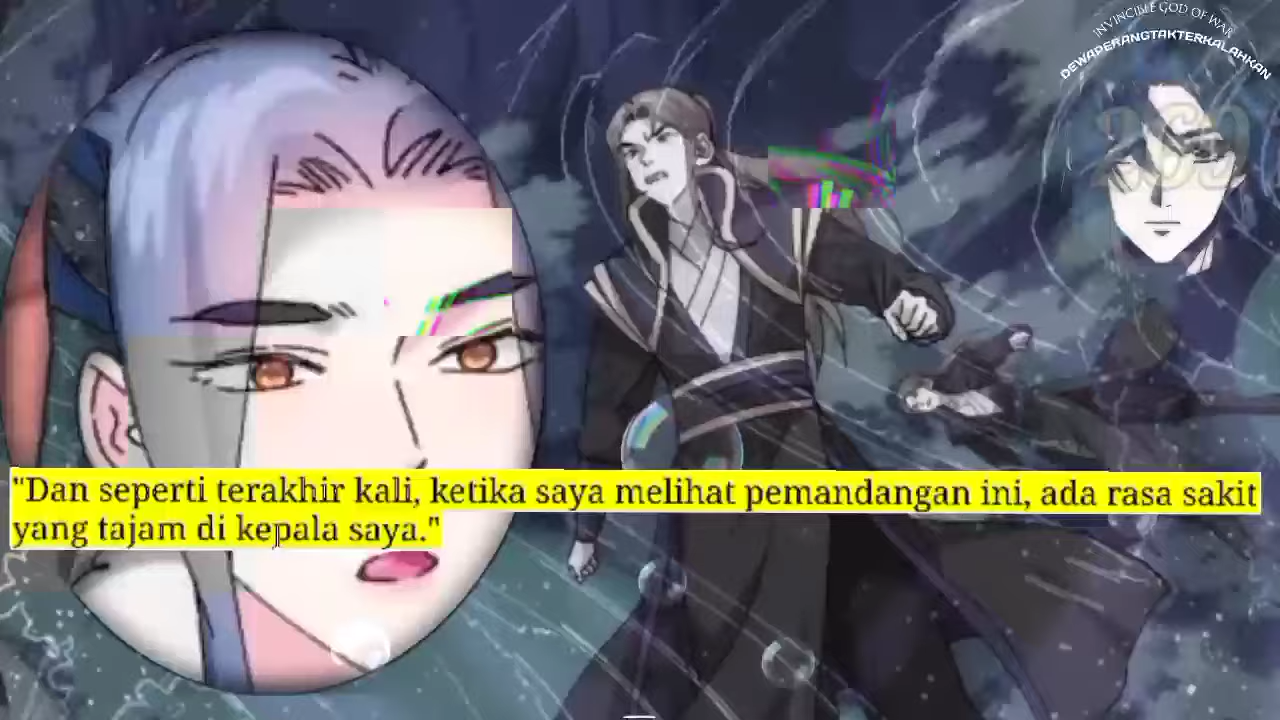 INVINCIBLE GOD OF WAR
DEWAPERANGTAKTERKALAHKAN
"Dan seperti terakhir kali, ketika saya melihat pemandangan ini, ada rasa sakit
yang tajam di kepala saya."